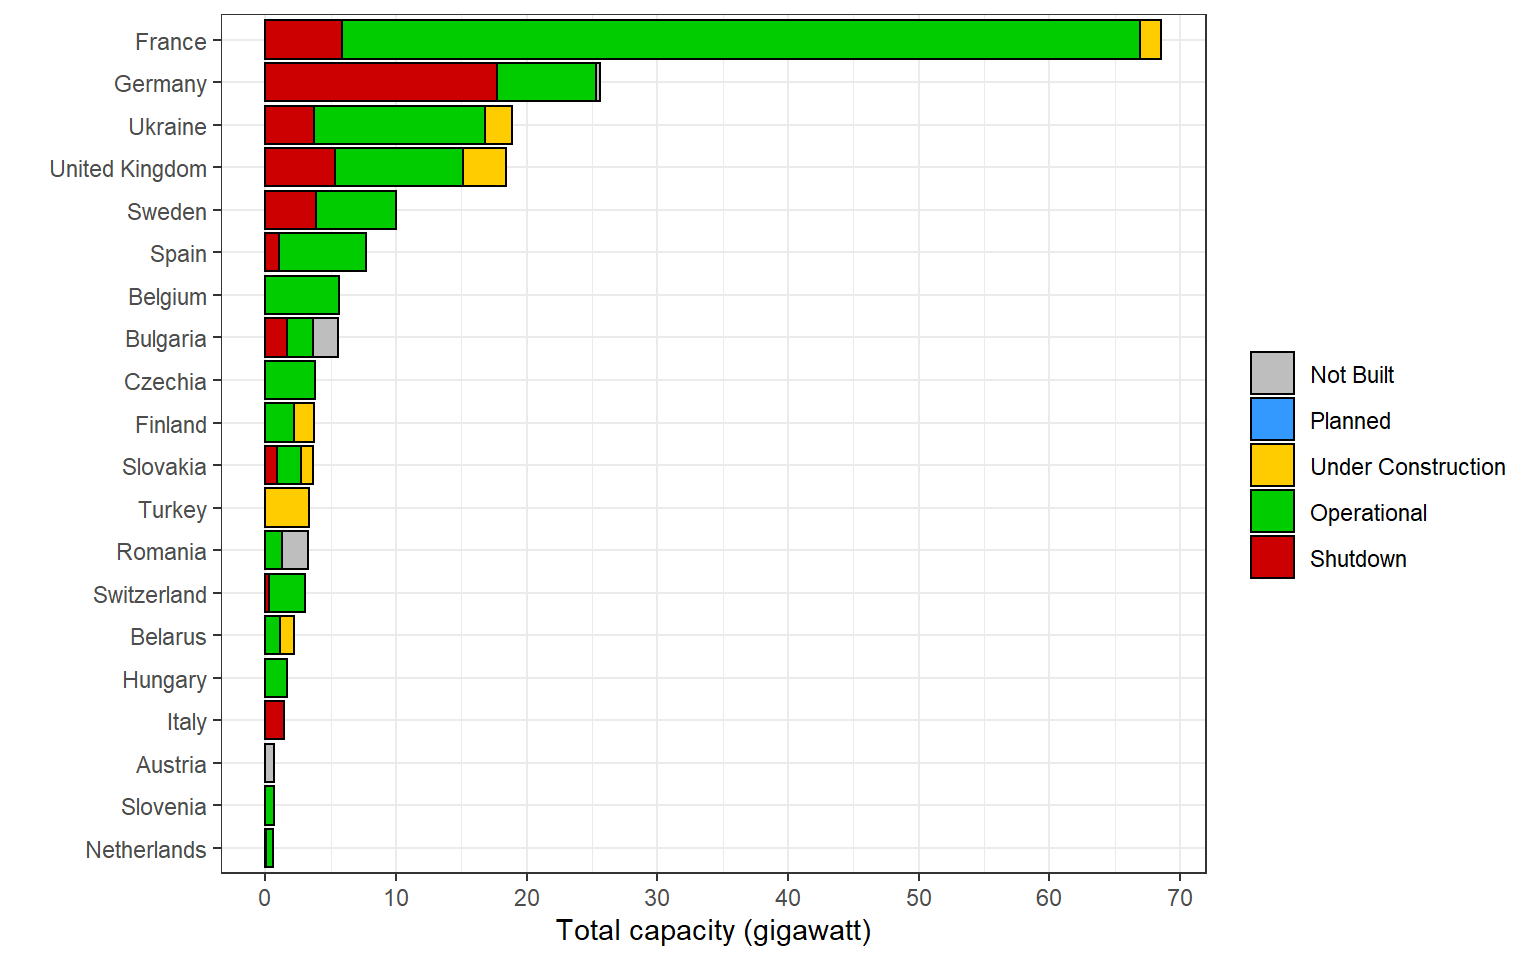 France
Germany
Ukraine
United Kingdom
Sweden
Spain
Belgium
Bulgaria
Czechia
Finland
Slovakia
Turkey
Romania
Switzerland
Belarus
Hungary
Italy
Austria
Slovenia
Netherlands
0 10 20 30 40 50 60 70
Total capacity (gigawatt)
Not Built
Planned
Under Construction
Operational
Shutdown